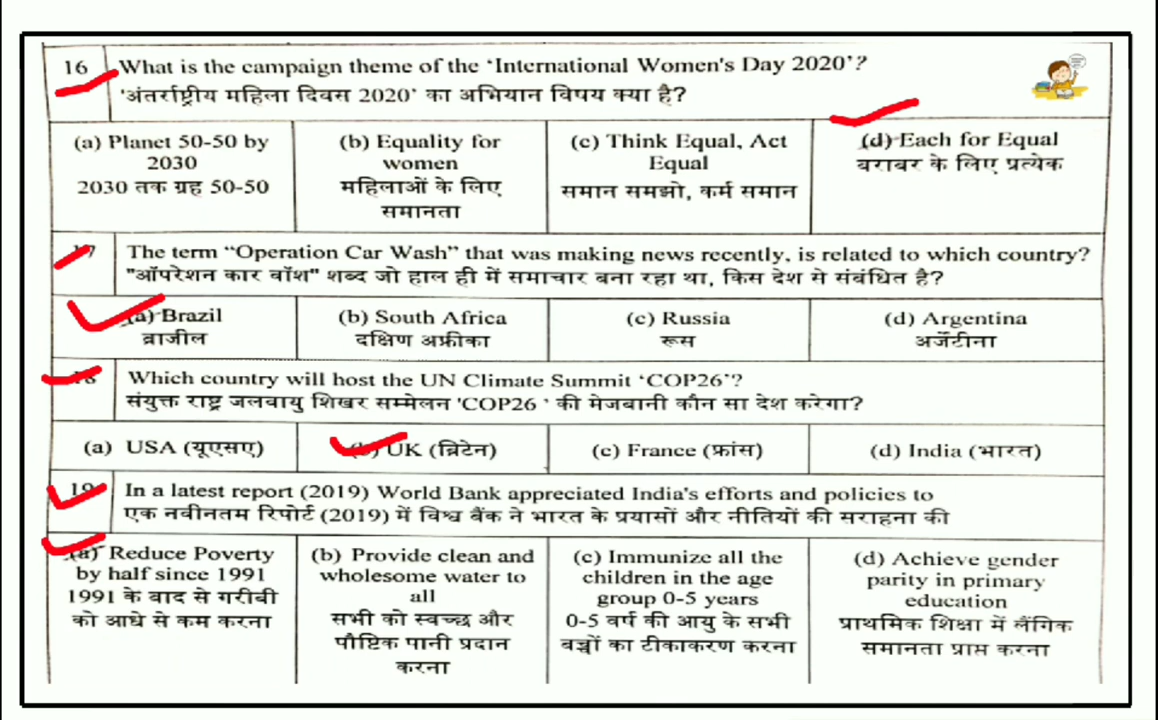 16 What is the campaign theme of the ‘International Women's Day 2020’?
'अंतर्राष्ट्रीय महिला दिवस 2020' का अभियान विषय क्या है?
(a) Planet 50-50 by
2030
2030 तक ग्रह 50-50
(b) Equality for
women
महिलाओं के लिए
समानता
(c) Think Equal, Act
Equal
समान समझो, कर्म समान
(d) Each for Equal
बराबर के लिए प्रत्येक
17 The term “Operation Car Wash” that was making news recently, is related to which country?
"ऑपरेशन कार वॉश" शब्द जो हाल ही में समाचार बना रहा था, किस देश से संबंधित है?
(a) Brazil
ब्राजील
(b) South Africa
दक्षिण अफ्रीका
(c) Russia
रूस
(d) Argentina
अर्जेंटीना
18 Which country will host the UN Climate Summit ‘COP26’?
संयुक्त राष्ट्र जलवायु शिखर सम्मेलन 'COP26 ' की मेजबानी कौन सा देश करेगा?
(a) USA (यूएसए)
(b) UK (ब्रिटेन)
(c) France (फ्रांस)
(d) India (भारत)
19 In a latest report (2019) World Bank appreciated India's efforts and policies to
एक नवीनतम रिपोर्ट (2019) में विश्व बैंक ने भारत के प्रयासों और नीतियों की सराहना की
(a) Reduce Poverty
by half since 1991
1991 के बाद से गरीबी
को आधे से कम करना
(b) Provide clean and
wholesome water to
all
सभी को स्वच्छ और
पौष्टिक पानी प्रदान
करना
(c) Immunize all the
children in the age
group 0-5 years
0-5 वर्ष की आयु के सभी
बच्चों का टीकाकरण करना
(d) Achieve gender
parity in primary
education
प्राथमिक शिक्षा में लैंगिक
समानता प्राप्त करना